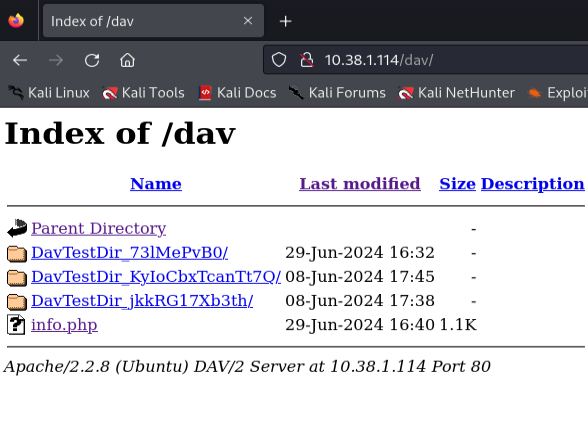 Index of /dav
10.38.1.114/dav/
Kali Linux Kali Tools Kali Docs Kali Forums Kali NetHunter Exploi
Index of /dav
Name Last modified Size Description
Parent Directory -
DavTestDir_73lMePvB0/ 29-Jun-2024 16:32 -
DavTestDir_KyIoCbxTcanTt7Q/ 08-Jun-2024 17:45 -
DavTestDir_jkkRG17Xb3th/ 08-Jun-2024 17:38 -
info.php 29-Jun-2024 16:40 1.1K
Apache/2.2.8 (Ubuntu) DAV/2 Server at 10.38.1.114 Port 80